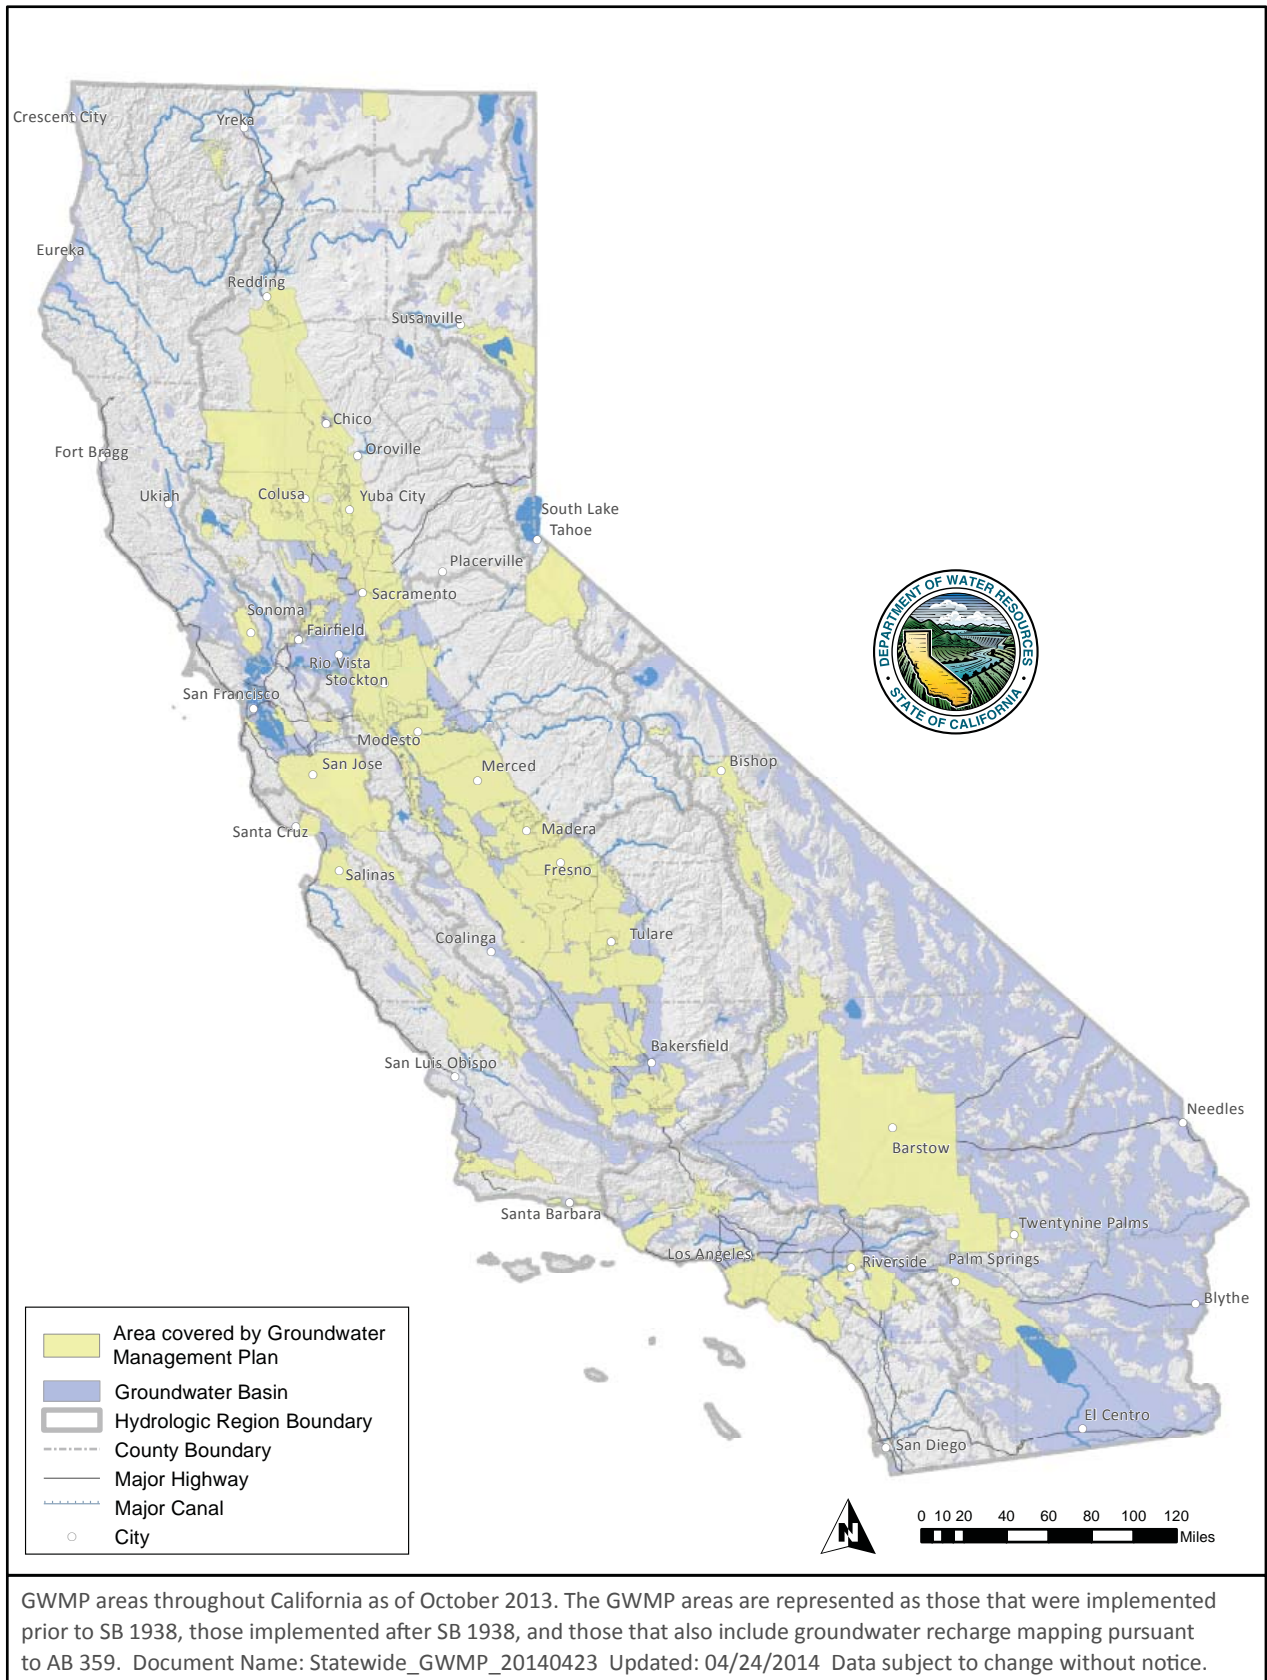 Crescent City
Yreka
Eureka
Redding
Susanville
Chico
Fort Bragg
Oroville
Ukiah
Colusa
Yuba City
South Lake
Tahoe
Placerville
Sacramento
Sonoma
Fairfield
Rio Vista
Stockton
San Francisco
Modesto
San Jose
Merced
Bishop
Santa Cruz
Madera
Fresno
Salinas
Coalinga
Tulare
Bakersfield
San Luis Obispo
Needles
Barstow
Santa Barbara
Twentynine Palms
Los Angeles
Riverside
Palm Springs
Blythe
El Centro
San Diego
DEPARTMENT OF WATER RESOURCES
STATE OF CALIFORNIA
Area covered by Groundwater
Management Plan
Groundwater Basin
Hydrologic Region Boundary
County Boundary
Major Highway
Major Canal
City
N
0 10 20 40 60 80 100 120
Miles
GWMP areas throughout California as of October 2013. The GWMP areas are represented as those that were implemented
prior to SB 1938, those implemented after SB 1938, and those that also include groundwater recharge mapping pursuant
to AB 359. Document Name: Statewide_GWMP_20140423 Updated: 04/24/2014 Data subject to change without notice.